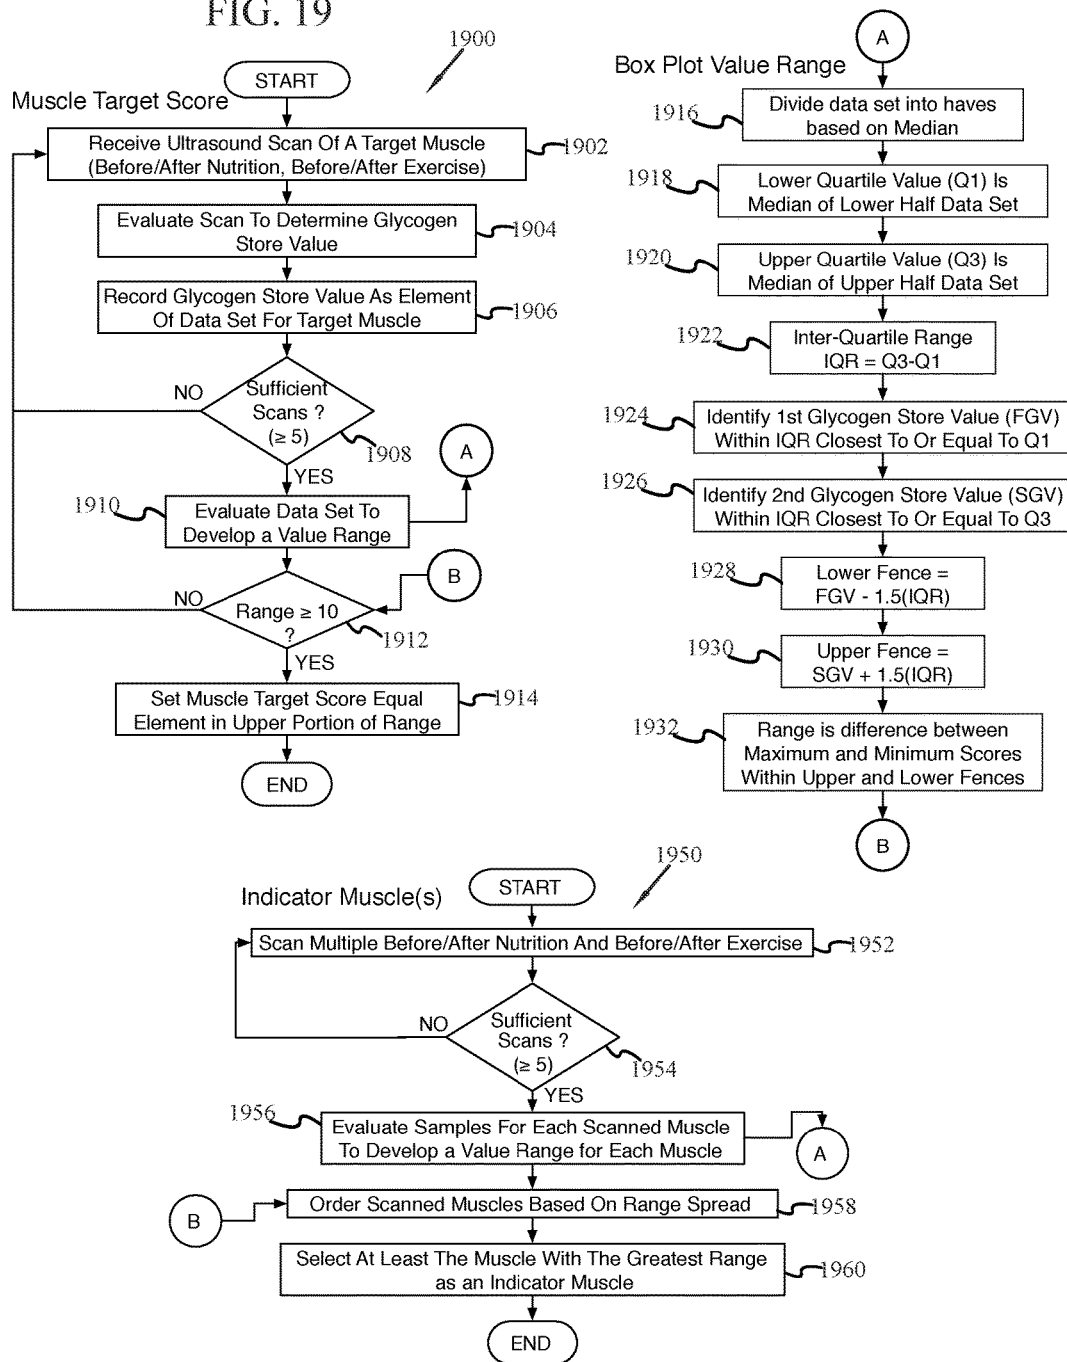 FIG. 19
1900
START
Muscle Target Score
Receive Ultrasound Scan Of A Target Muscle
(Before/After Nutrition, Before/After Exercise)
1902
Evaluate Scan To Determine Glycogen
Store Value
1904
Record Glycogen Store Value As Element
Of Data Set For Target Muscle
1906
NO
Sufficient
Scans ?
(≥ 5)
1908
YES
A
1910
Evaluate Data Set To
Develop a Value Range
B
NO
Range ≥ 10
?
1912
YES
Set Muscle Target Score Equal
Element in Upper Portion of Range
1914
END
A
Box Plot Value Range
1916
Divide data set into haves
based on Median
1918
Lower Quartile Value (Q1) Is
Median of Lower Half Data Set
1920
Upper Quartile Value (Q3) Is
Median of Upper Half Data Set
1922
Inter-Quartile Range
IQR = Q3-Q1
1924
Identify 1st Glycogen Store Value (FGV)
Within IQR Closest To Or Equal To Q1
1926
Identify 2nd Glycogen Store Value (SGV)
Within IQR Closest To Or Equal To Q3
1928
Lower Fence =
FGV - 1.5(IQR)
1930
Upper Fence =
SGV + 1.5(IQR)
1932
Range is difference between
Maximum and Minimum Scores
Within Upper and Lower Fences
B
1950
START
Indicator Muscle(s)
Scan Multiple Before/After Nutrition And Before/After Exercise
1952
NO
Sufficient
Scans ?
(≥ 5)
1954
YES
1956
Evaluate Samples For Each Scanned Muscle
To Develop a Value Range for Each Muscle
A
B
Order Scanned Muscles Based On Range Spread
1958
Select At Least The Muscle With The Greatest Range
as an Indicator Muscle
1960
END